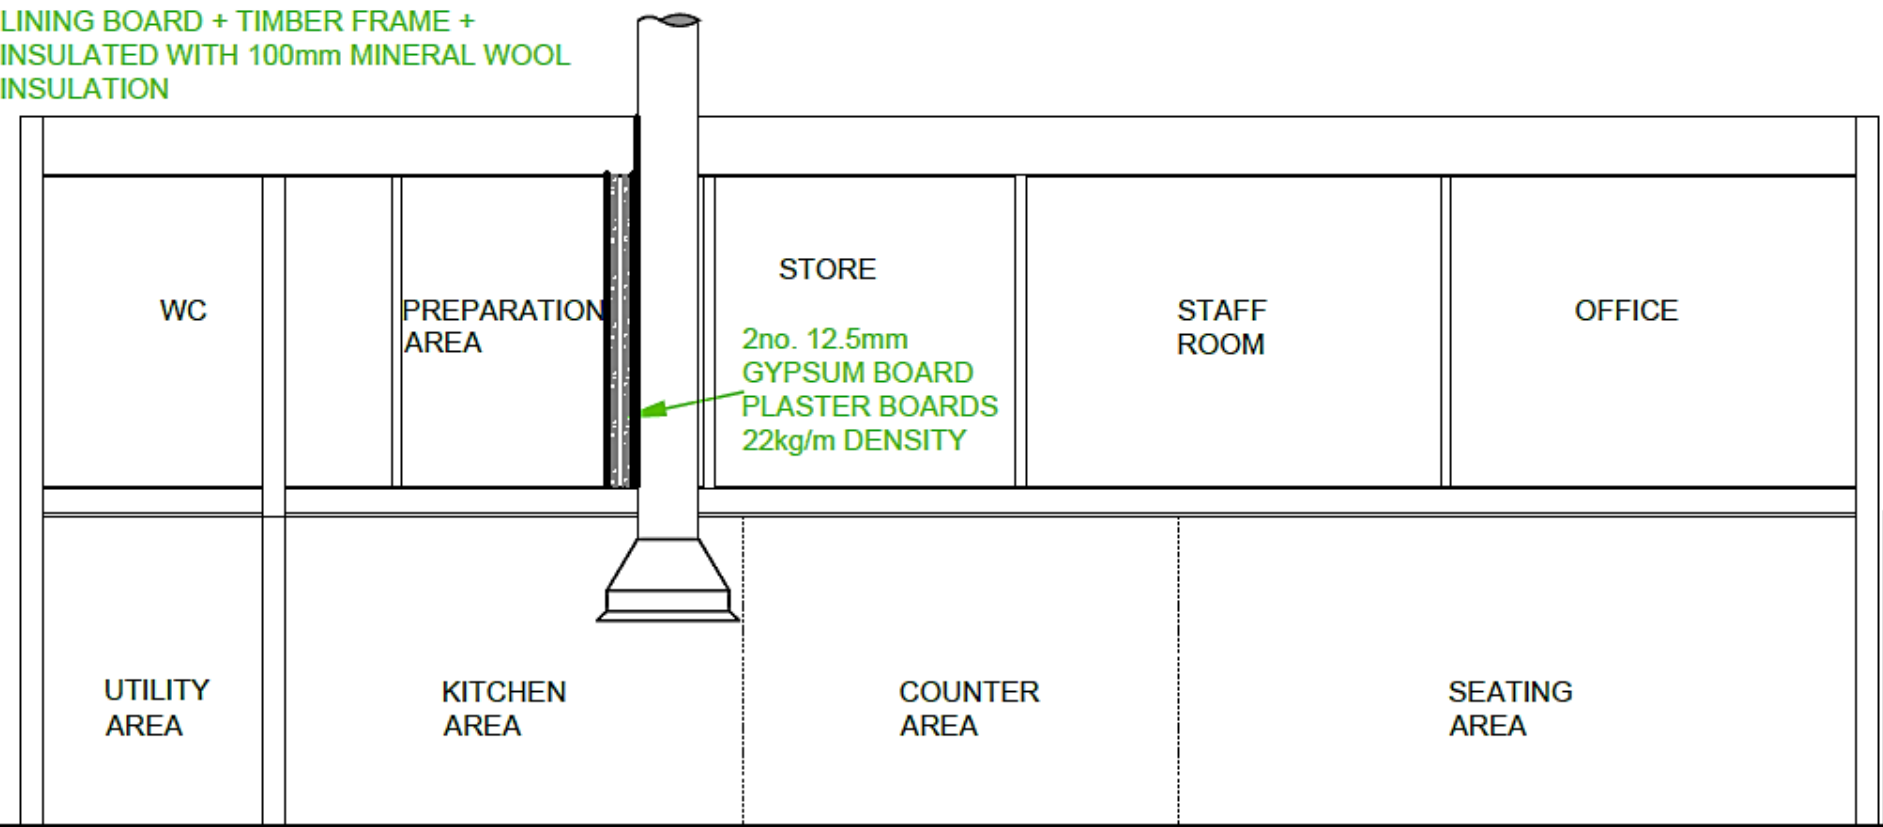 LINING BOARD + TIMBER FRAME +
INSULATED WITH 100mm MINERAL WOOL
INSULATION
WC
PREPARATION
AREA
STORE
2no. 12.5mm
GYPSUM BOARD
PLASTER BOARDS
22kg/m DENSITY
STAFF
ROOM
OFFICE
UTILITY
AREA
KITCHEN
AREA
COUNTER
AREA
SEATING
AREA